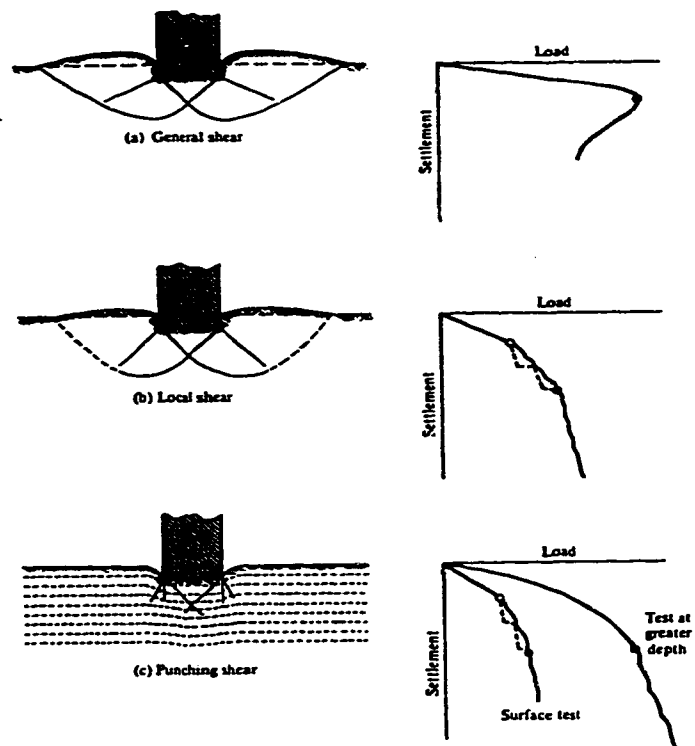 Load
Settlement
(a) General shear
Load
Settlement
(b) Local shear
Load
Settlement
Test at
greater
depth
Surface test
(c) Punching shear